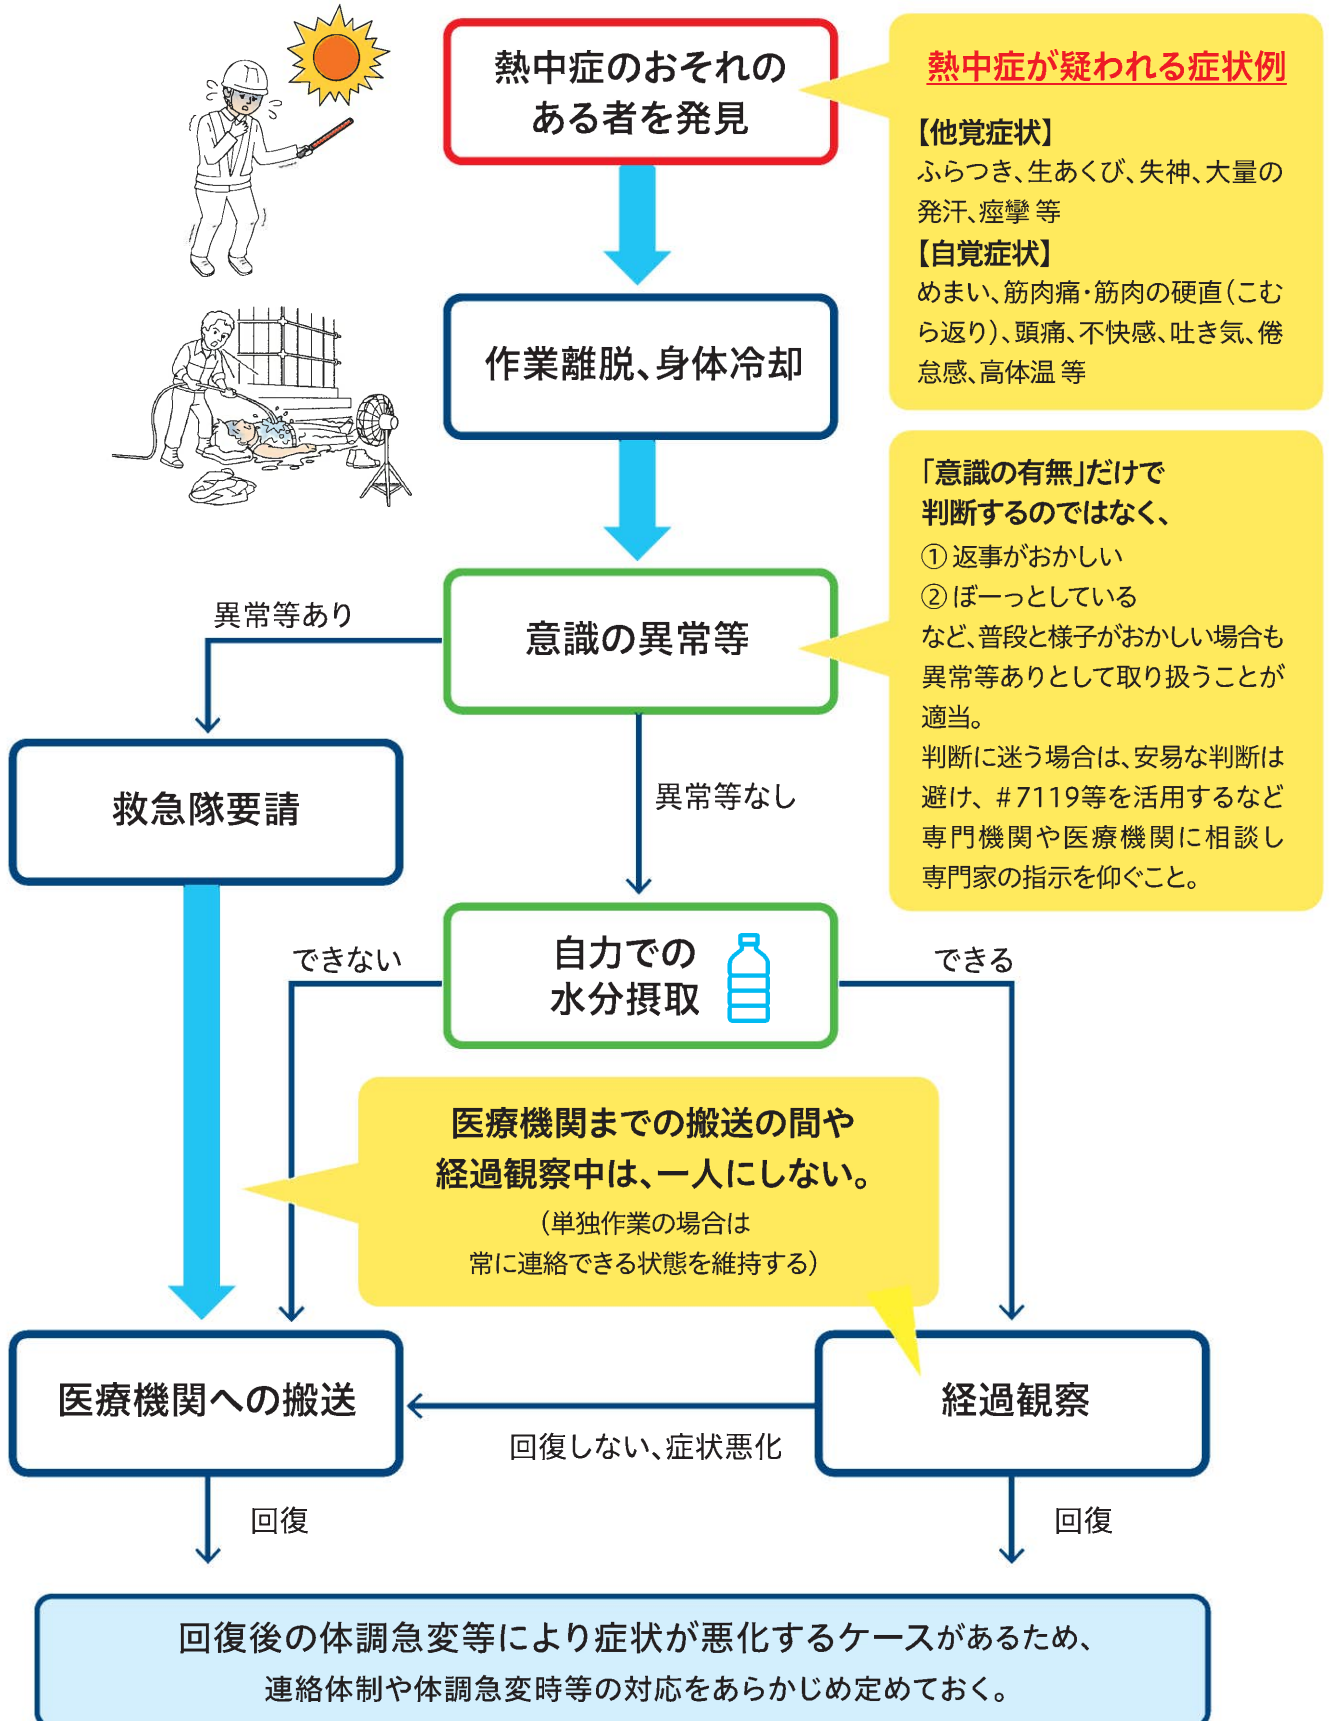 熱中症のおそれの
ある者を発見
熱中症が疑われる症状例
【他覚症状】
ふらつき、生あくび、失神、大量の
発汗、痙攣 等
【自覚症状】
めまい、筋肉痛・筋肉の硬直(こむ
ら返り)、頭痛、不快感、吐き気、倦
怠感、高体温 等
作業離脱、身体冷却
「意識の有無」だけで
判断するのではなく、
① 返事がおかしい
② ぼーっとしている
など、普段と様子がおかしい場合も
異常等ありとして取り扱うことが
適当。
判断に迷う場合は、安易な判断は
避け、#7119等を活用するなど
専門機関や医療機関に相談し
専門家の指示を仰ぐこと。
意識の異常等
異常等あり
救急隊要請
異常等なし
自力での
水分摂取
できない
できる
医療機関までの搬送の間や
経過観察中は、一人にしない。
(単独作業の場合は
常に連絡できる状態を維持する)
医療機関への搬送
経過観察
回復しない、症状悪化
回復
回復
回復後の体調急変等により症状が悪化するケースがあるため、
連絡体制や体調急変時等の対応をあらかじめ定めておく。